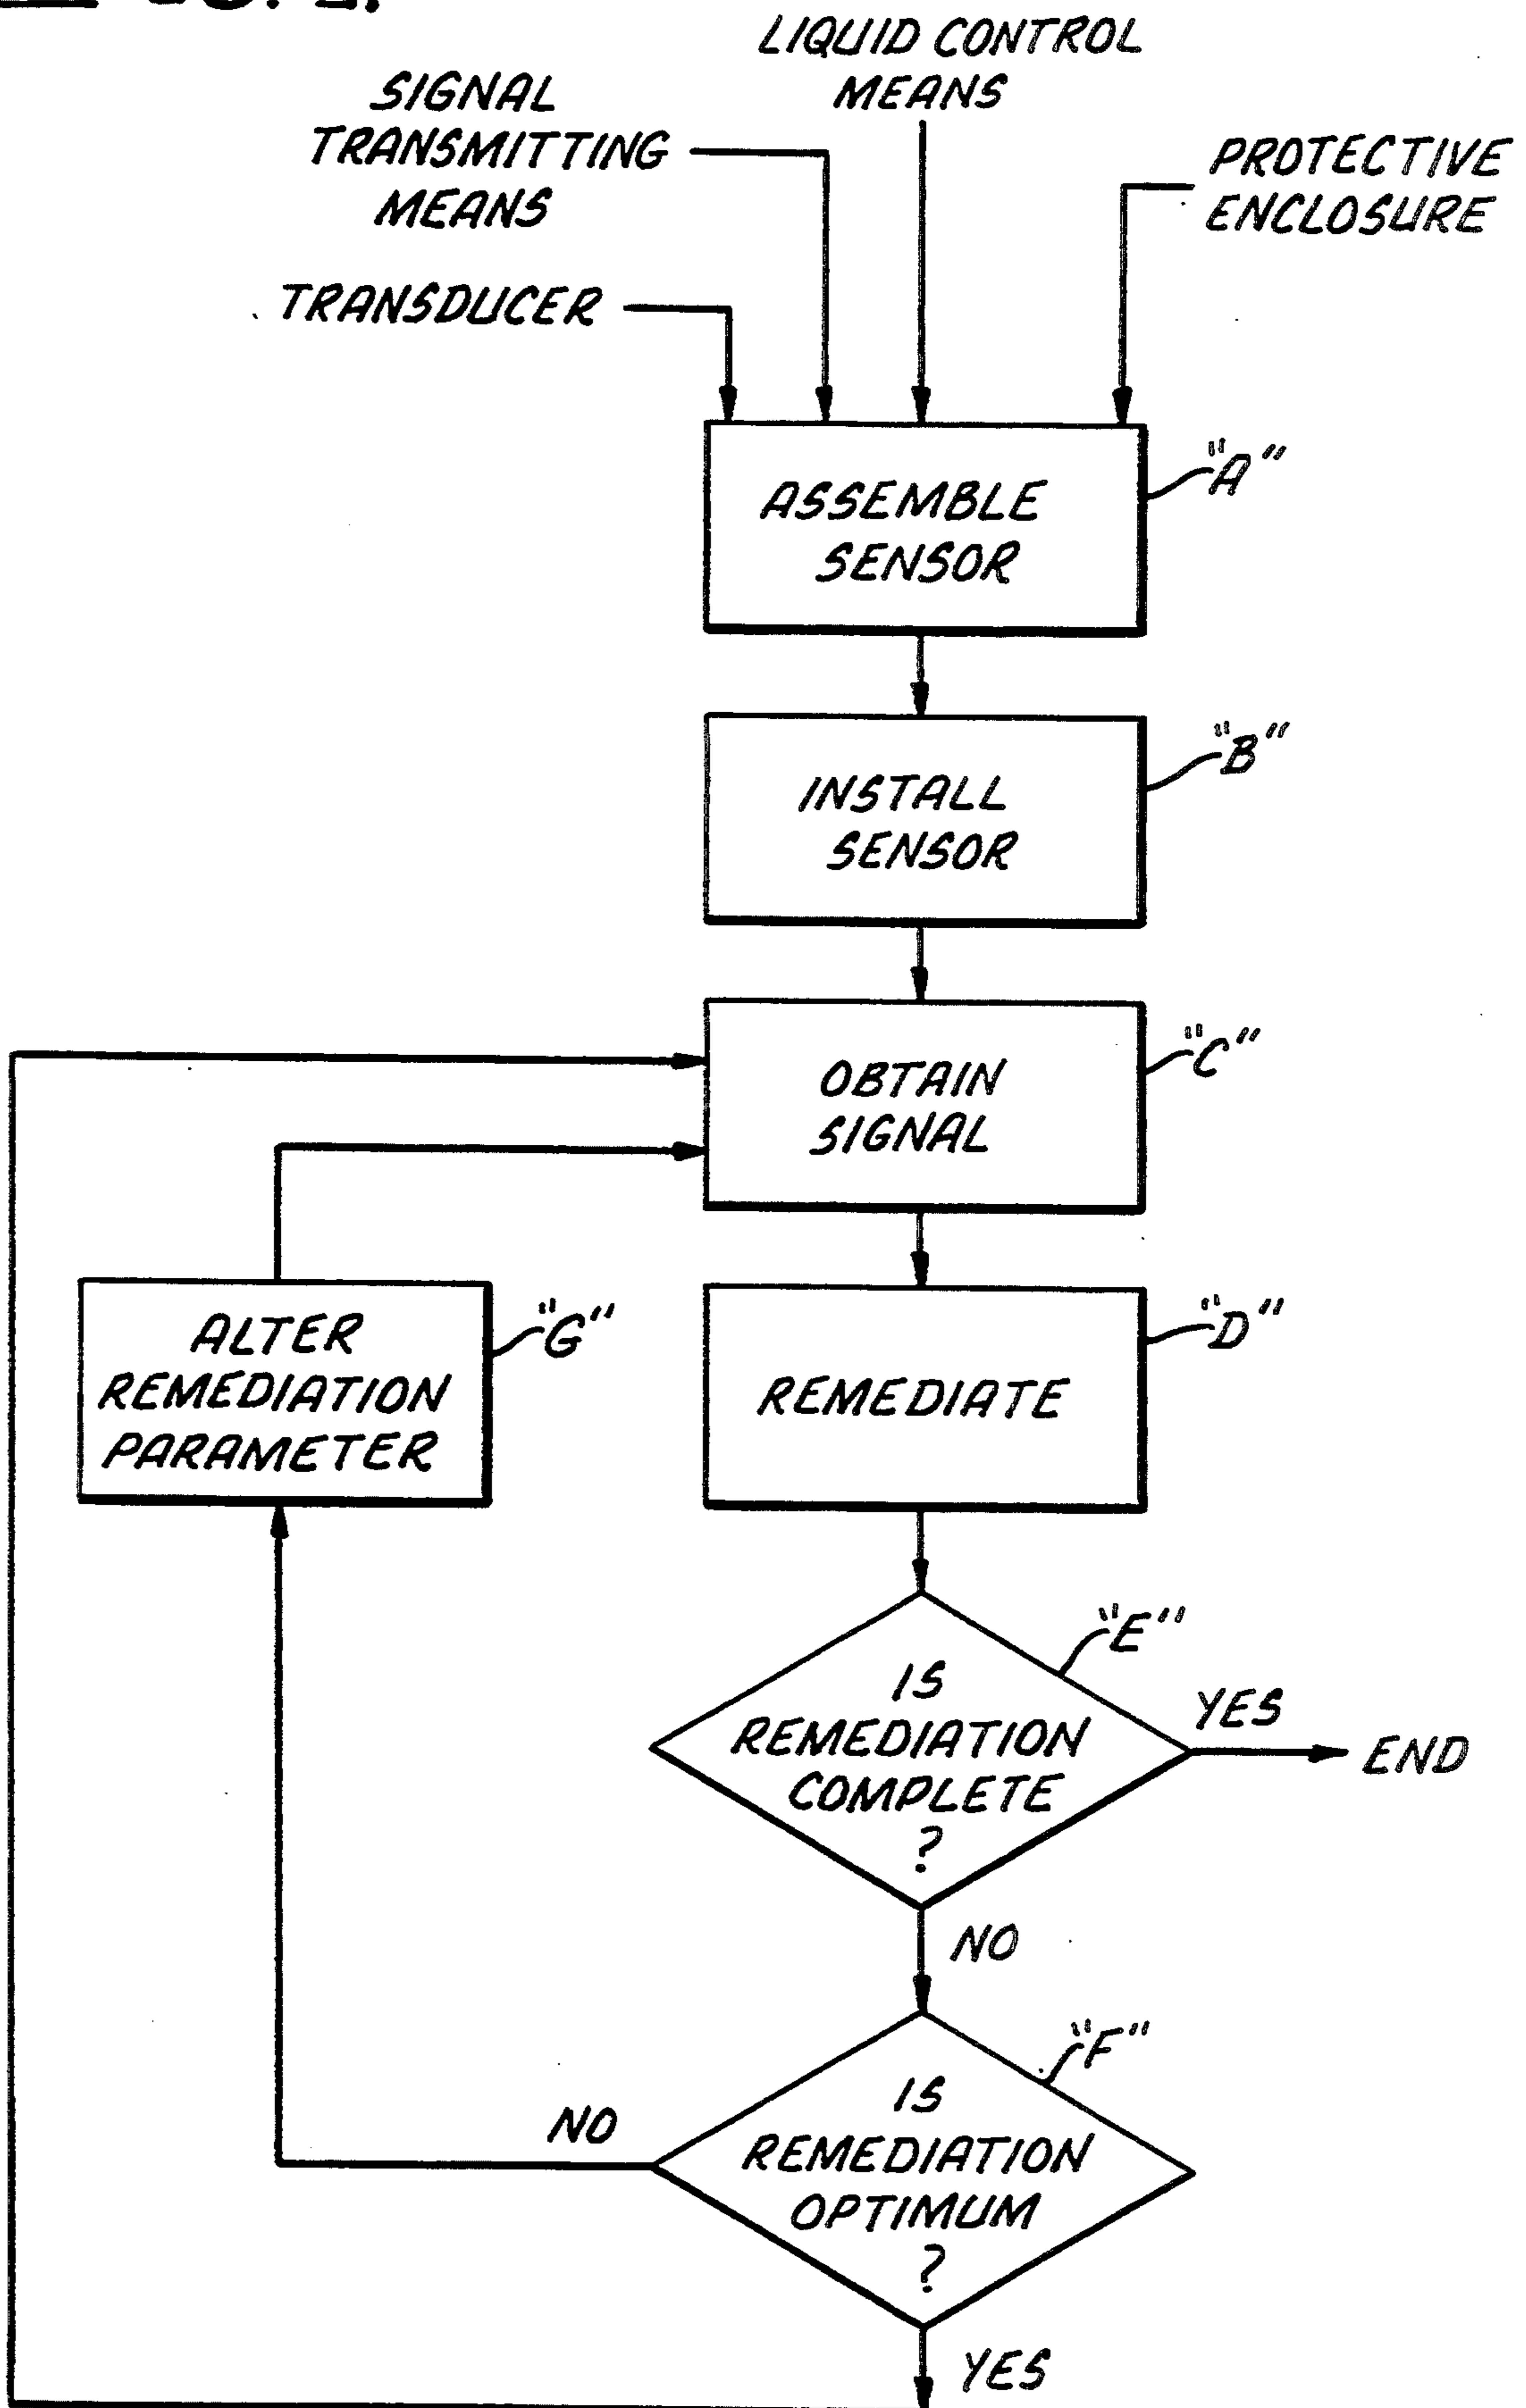 LIQUID CONTROL
MEANS
SIGNAL
TRANSMITTING
MEANS
PROTECTIVE
ENCLOSURE
TRANSDUCER
"A"
ASSEMBLE
SENSOR
"B"
INSTALL
SENSOR
"C"
OBTAIN
SIGNAL
"D"
REMEDIATE
"G"
ALTER
REMEDIATION
PARAMETER
"E"
IS
REMEDIATION
COMPLETE
?
YES
END
NO
"F"
IS
REMEDIATION
OPTIMUM
?
NO
YES